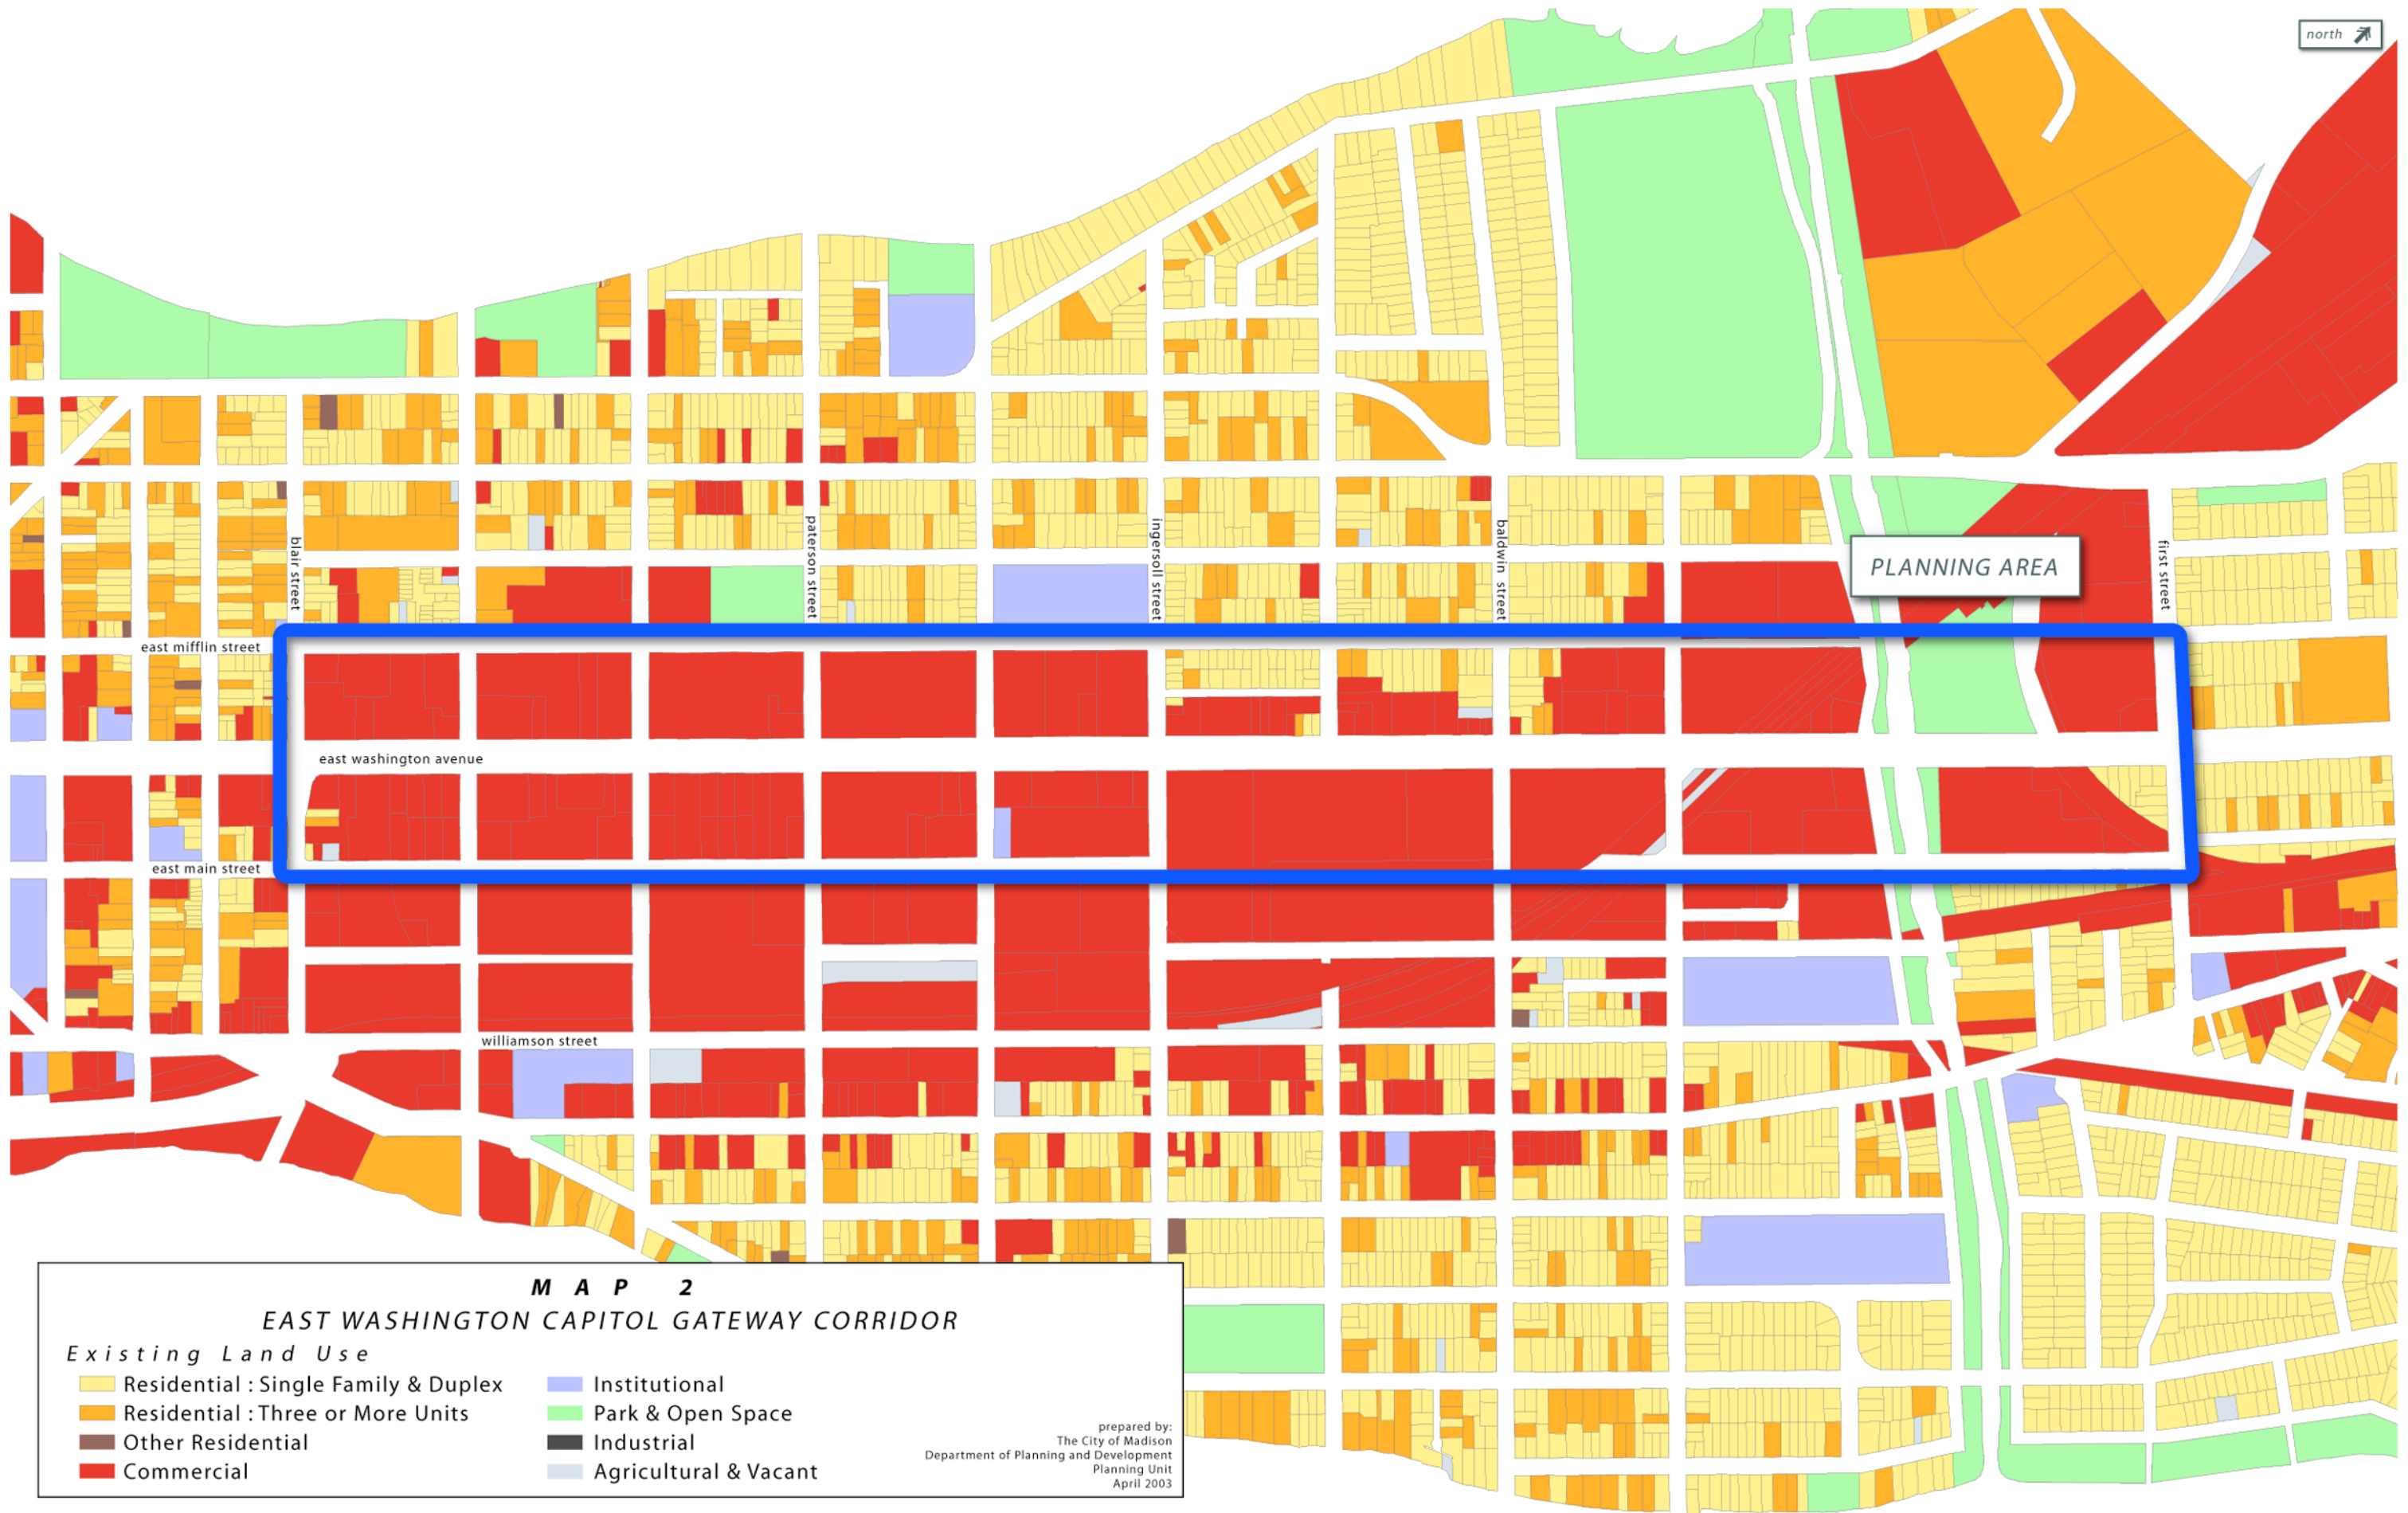 north
blair street
paterson street
ingersoll street
baldwin street
first street
PLANNING AREA
east mifflin street
east washington avenue
east main street
williamson street
MAP 2
EAST WASHINGTON CAPITOL GATEWAY CORRIDOR
Existing Land Use
Residential : Single Family & Duplex
Residential : Three or More Units
Other Residential
Commercial
Institutional
Park & Open Space
Industrial
Agricultural & Vacant
prepared by:
The City of Madison
Department of Planning and Development
Planning Unit
April 2003